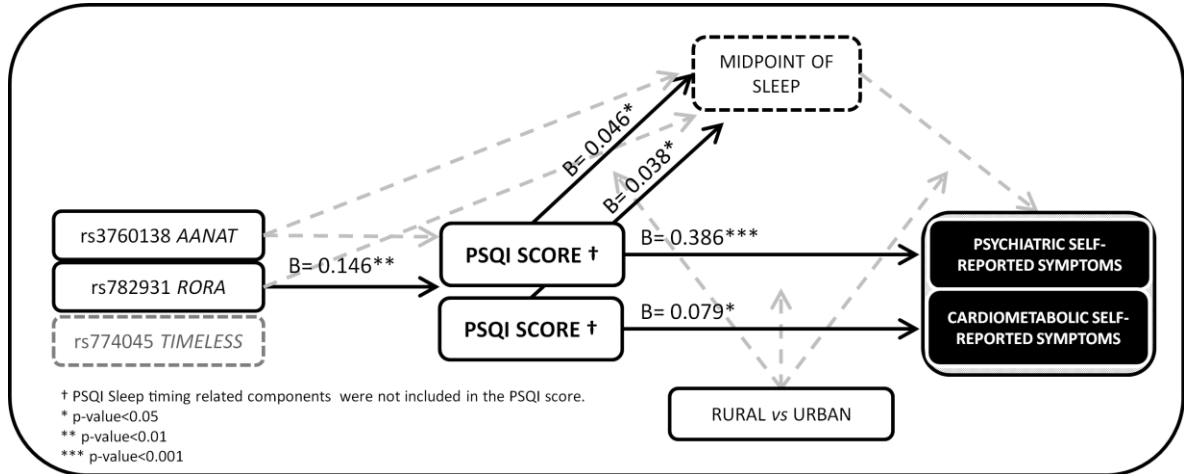 MIDPOINT OF
SLEEP
B= 0.046*
B= 0.038*
rs3760138 AANAT
rs782931 RORA
rs774045 TIMELESS
B= 0.146**
PSQI SCORE †
PSQI SCORE †
B= 0.386***
B= 0.079*
PSYCHIATRIC SELF-
REPORTED SYMPTOMS
CARDIOMETABOLIC SELF-
REPORTED SYMPTOMS
RURAL vs URBAN
† PSQI Sleep timing related components were not included in the PSQI score.
* p-value<0.05
** p-value<0.01
*** p-value<0.001